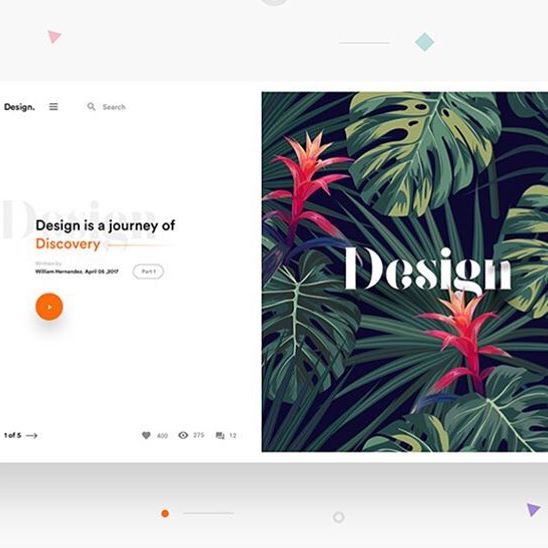 Design.
Search
Design
Design is a journey of
Discovery
Written by
William Hernandez. April 06 ,2017
Part 1
1 of 5
400
275
12
Design